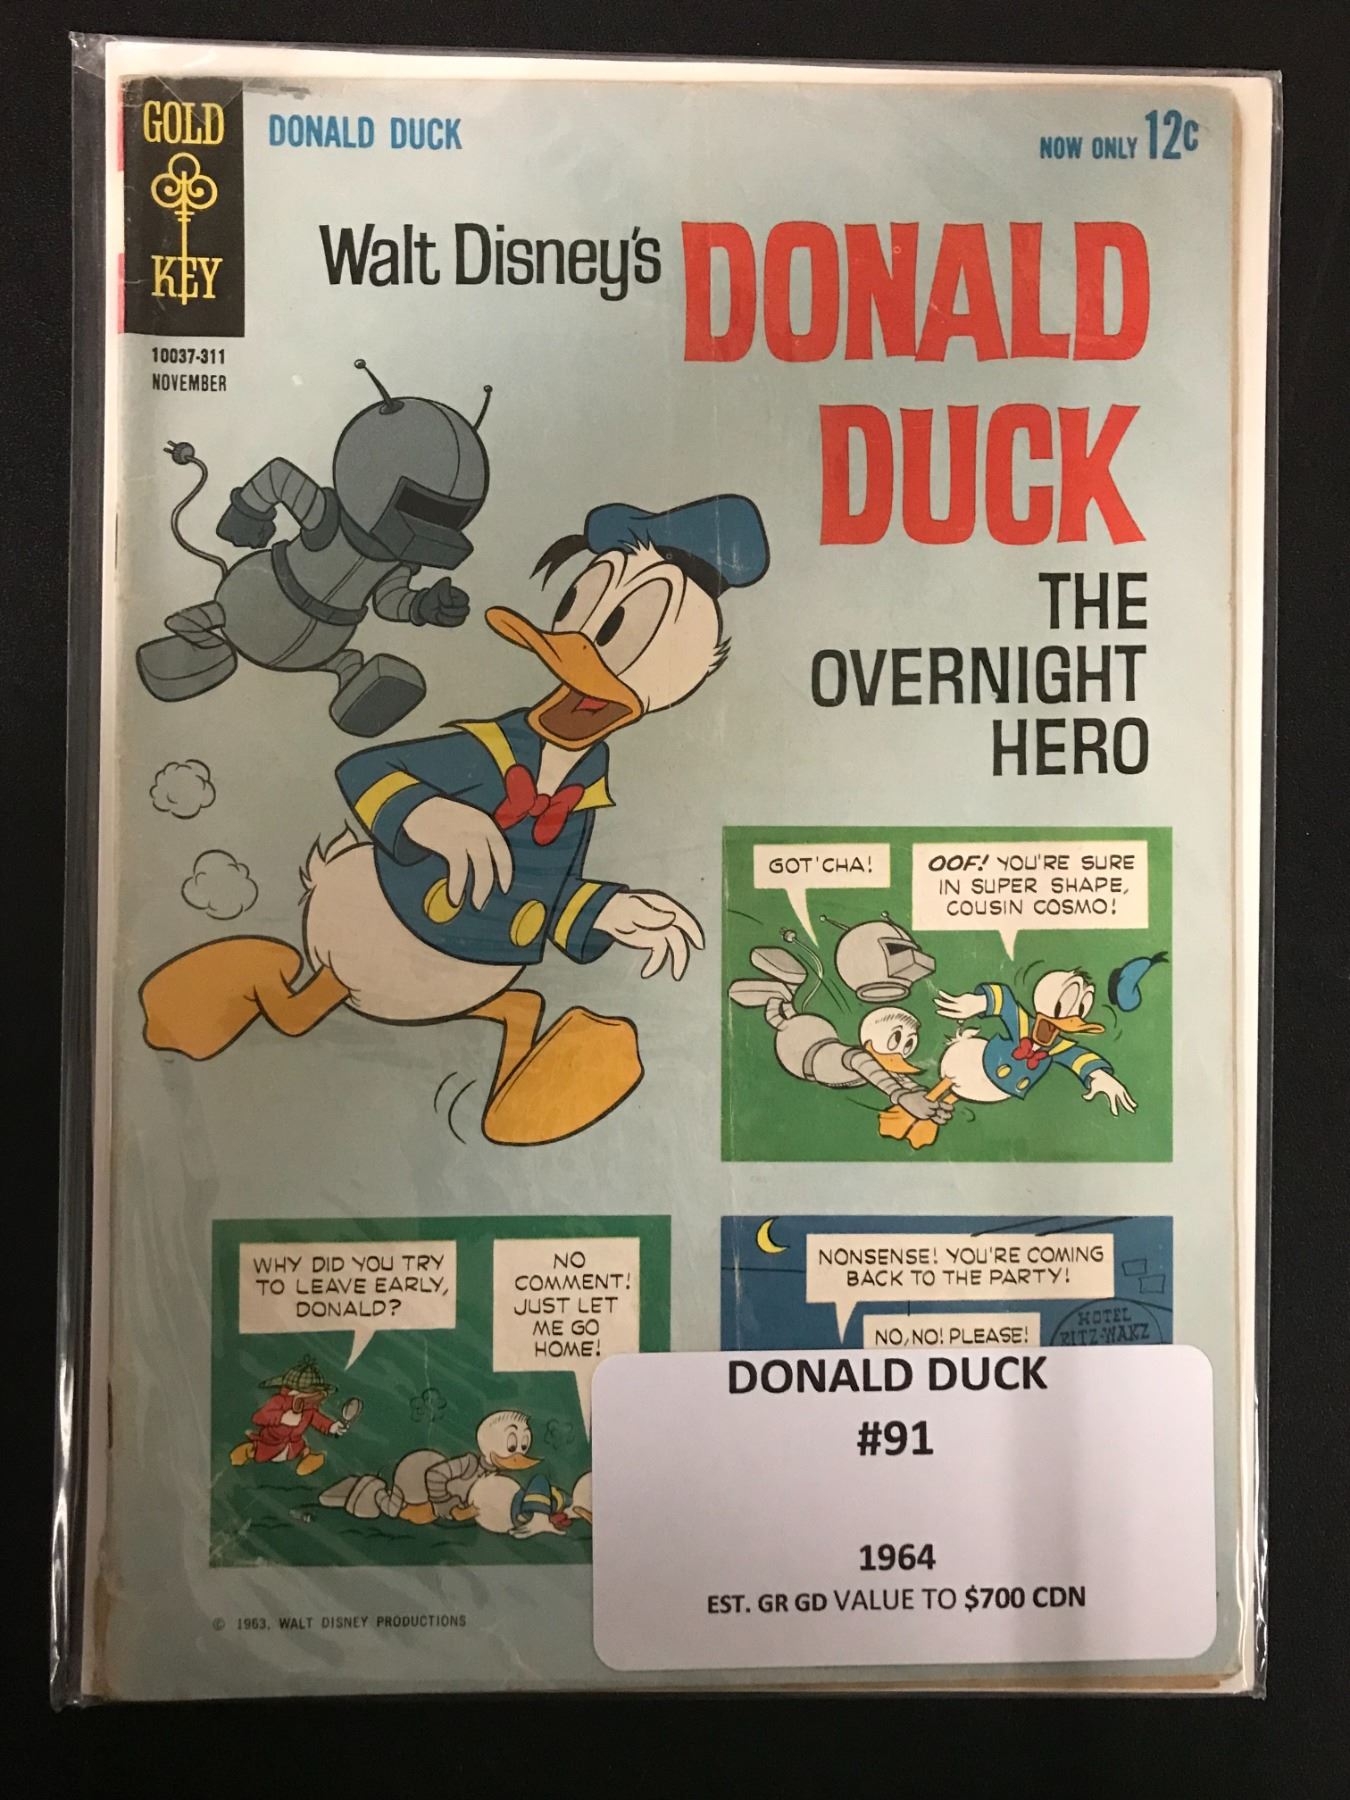 GOLD
KEY
10037-311
NOVEMBER
DONALD DUCK
NOW ONLY 12¢
Walt Disney's
DONALD
DUCK
THE
OVERNIGHT
HERO
GOT'CHA!
OOF! YOU'RE SURE
IN SUPER SHAPE,
COUSIN COSMO!
WHY DID YOU TRY
TO LEAVE EARLY,
DONALD?
NO
COMMENT!
JUST LET
ME GO
HOME!
NONSENSE! YOU'RE COMING
BACK TO THE PARTY!
NO, NO! PLEASE!
HOTEL
RITZ-WAKZ
DONALD DUCK
#91
1964
EST. GR GD VALUE TO $700 CDN
© 1963, WALT DISNEY PRODUCTIONS